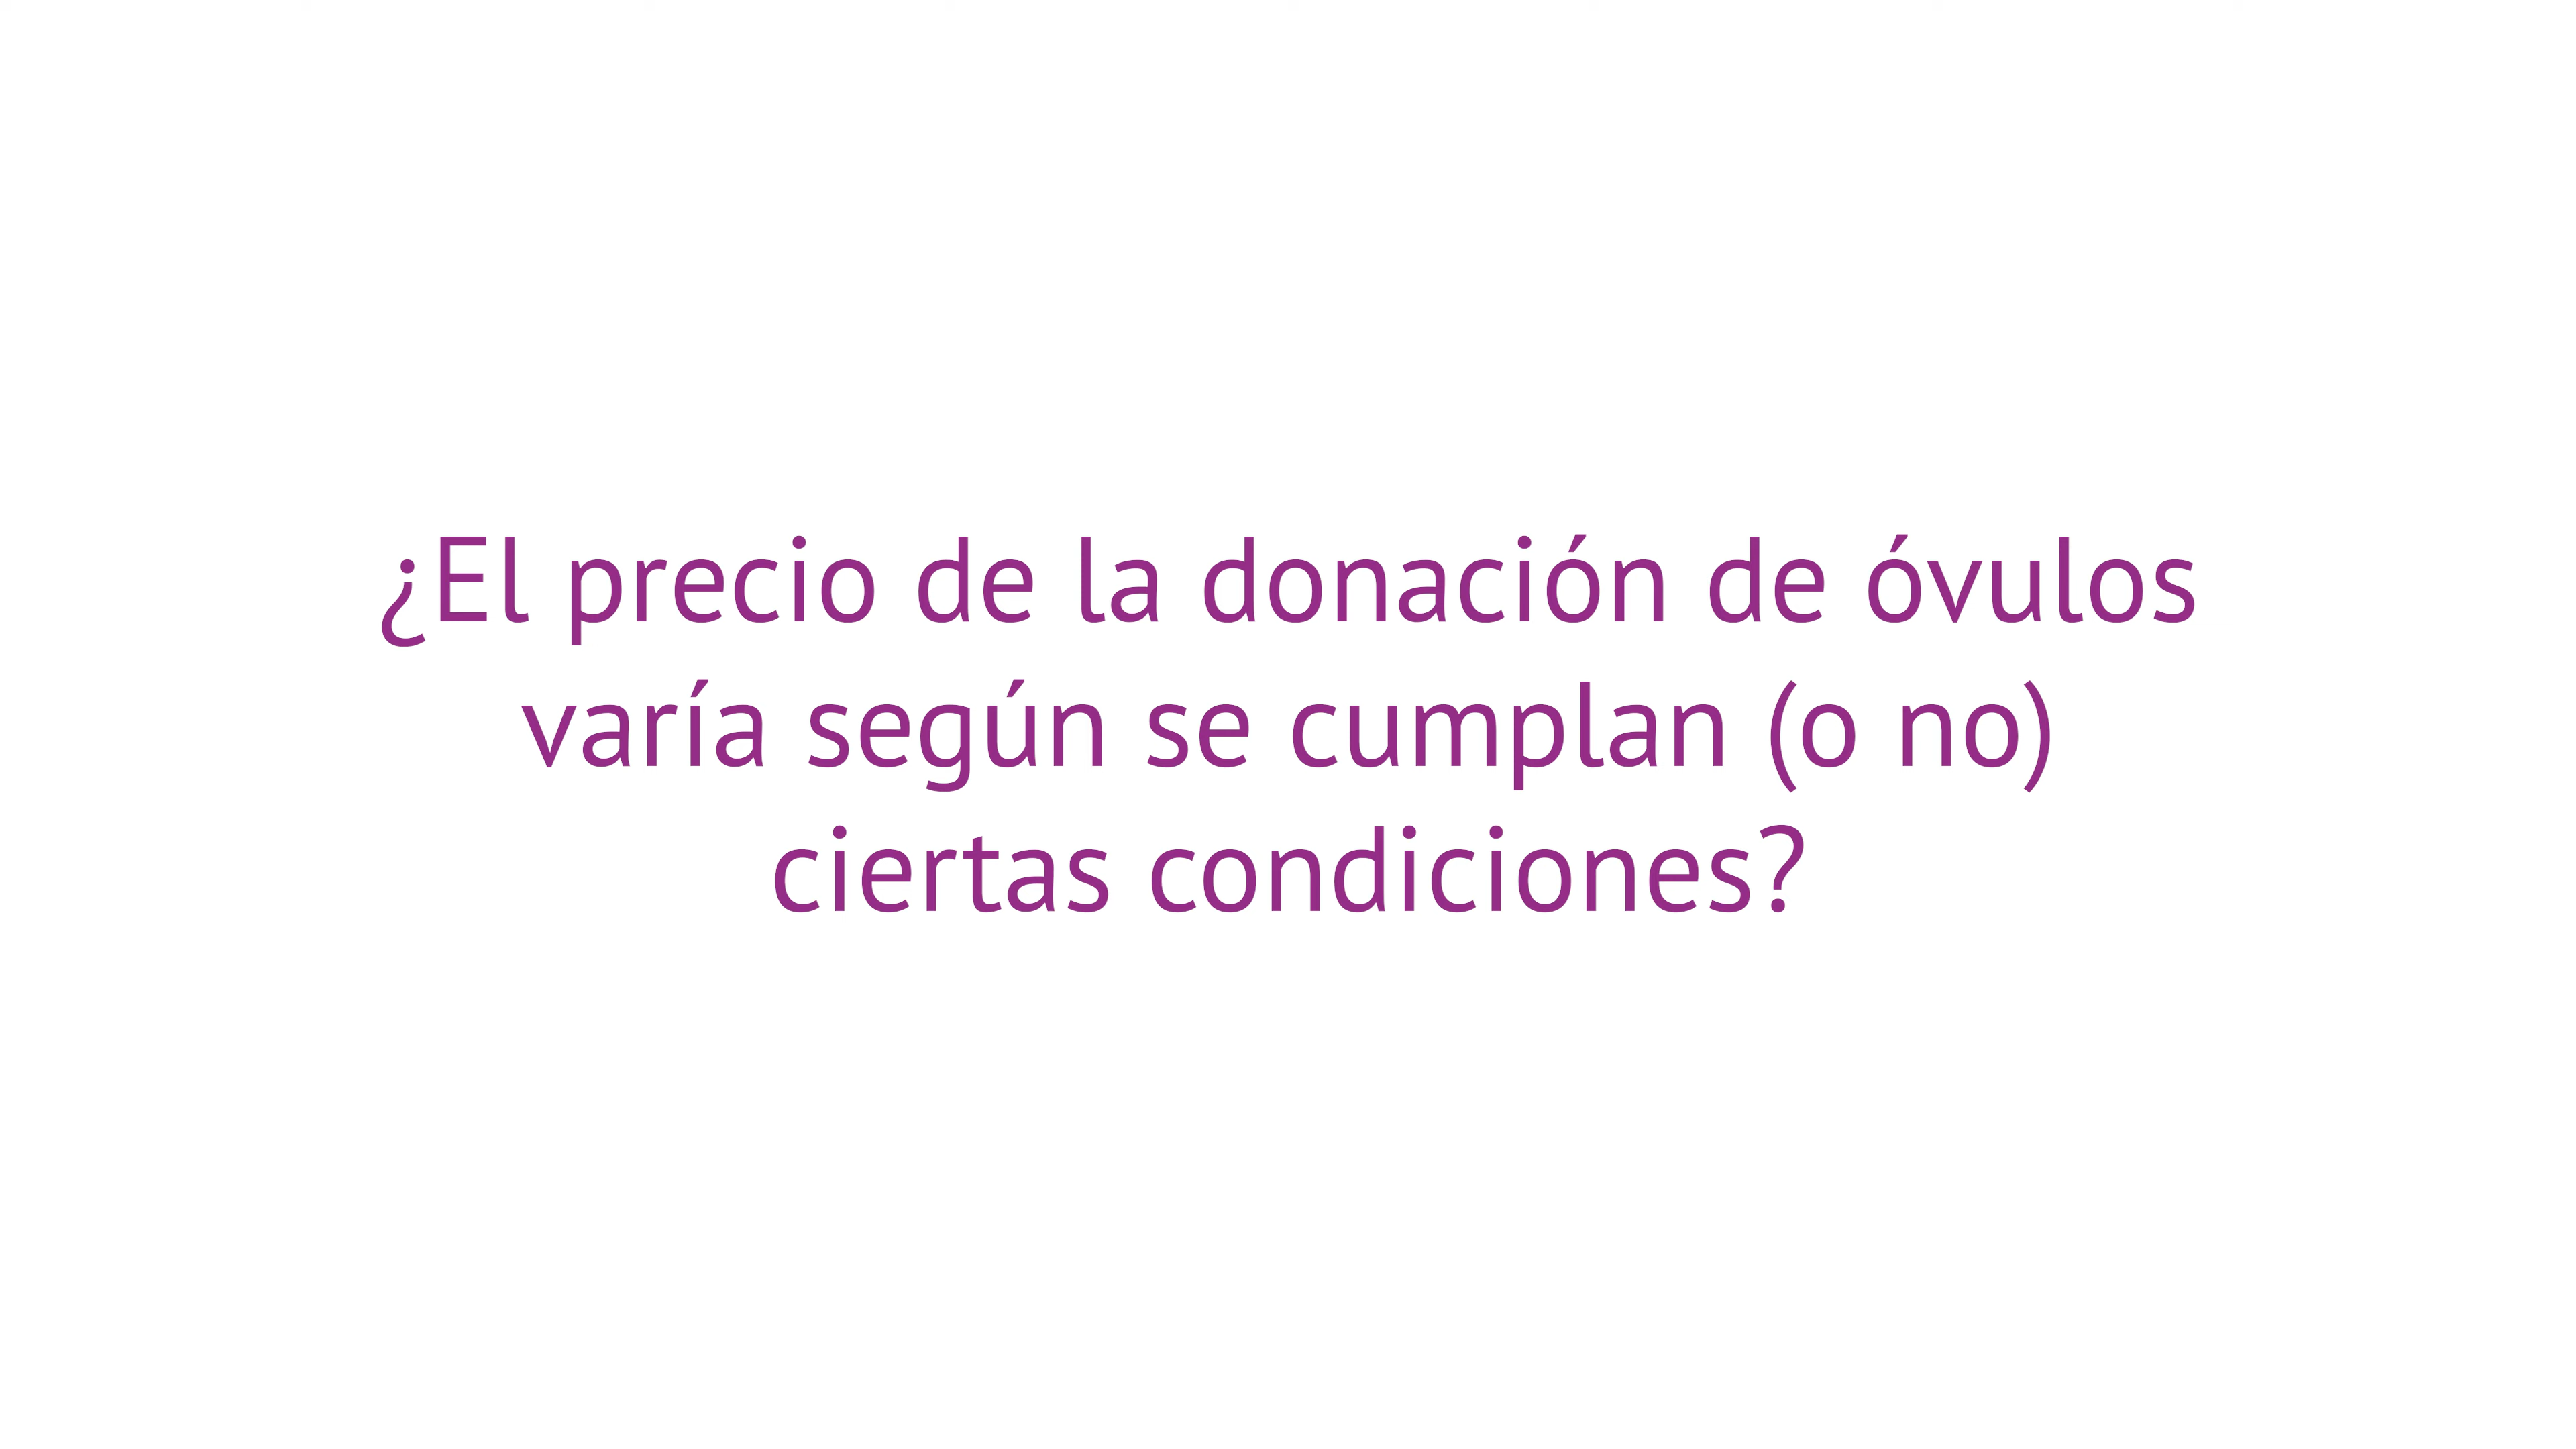 ¿El precio de la donación de óvulos
varía según se cumplan (o no)
ciertas condiciones?